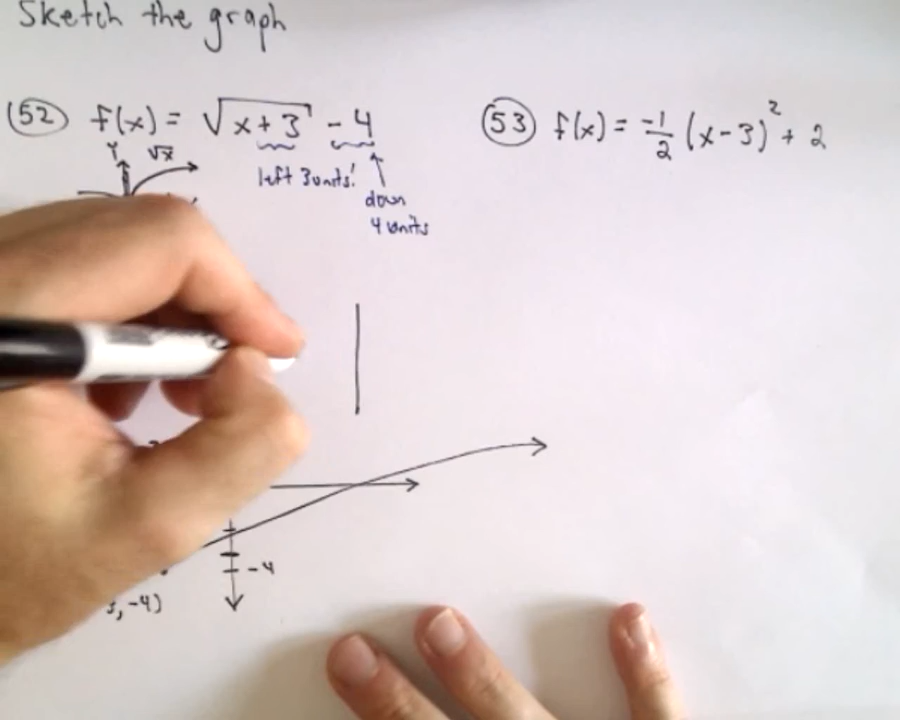 Sketch the graph
(52) f(x) = √(x+3) - 4
Y √x
left 3 units!
down
4 units
-4
, -4)
(53) f(x) = -1/2 (x-3)² + 2